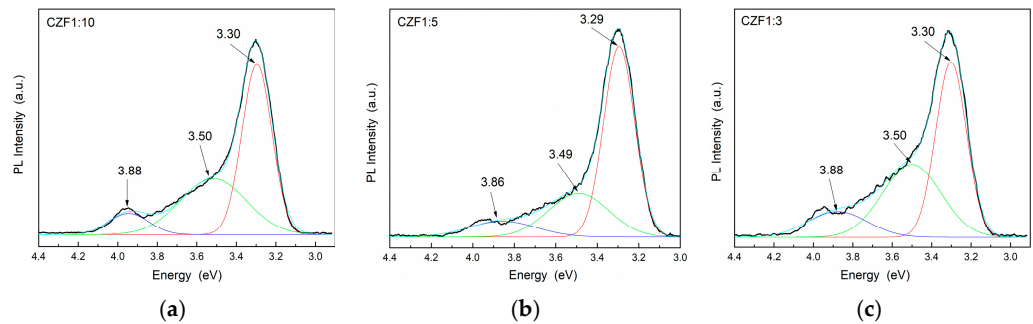 CZF1:10
3.30
3.50
3.88
PL Intensity (a.u.)
4.4 4.2 4.0 3.8 3.6 3.4 3.2 3.0
Energy (eV)
(a)
CZF1:5
3.29
3.49
3.86
PL Intensity (a.u.)
4.4 4.2 4.0 3.8 3.6 3.4 3.2 3.0
Energy (eV)
(b)
CZF1:3
3.30
3.50
3.88
PL Intensity (a.u.)
4.4 4.2 4.0 3.8 3.6 3.4 3.2 3.0
Energy (eV)
(c)